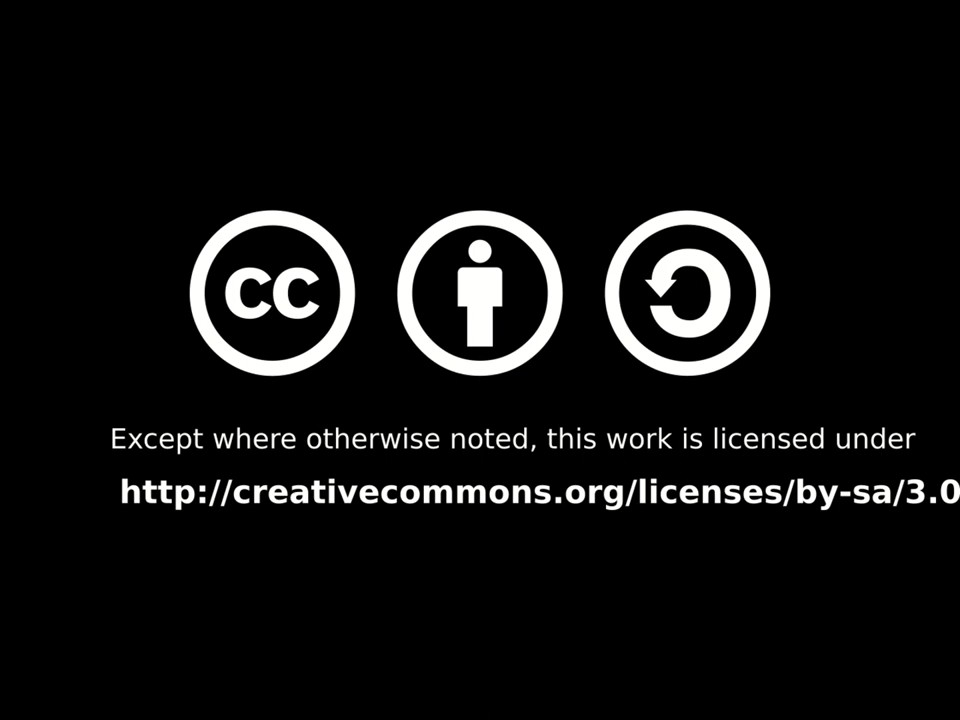 cc
Except where otherwise noted, this work is licensed under
http://creativecommons.org/licenses/by-sa/3.0